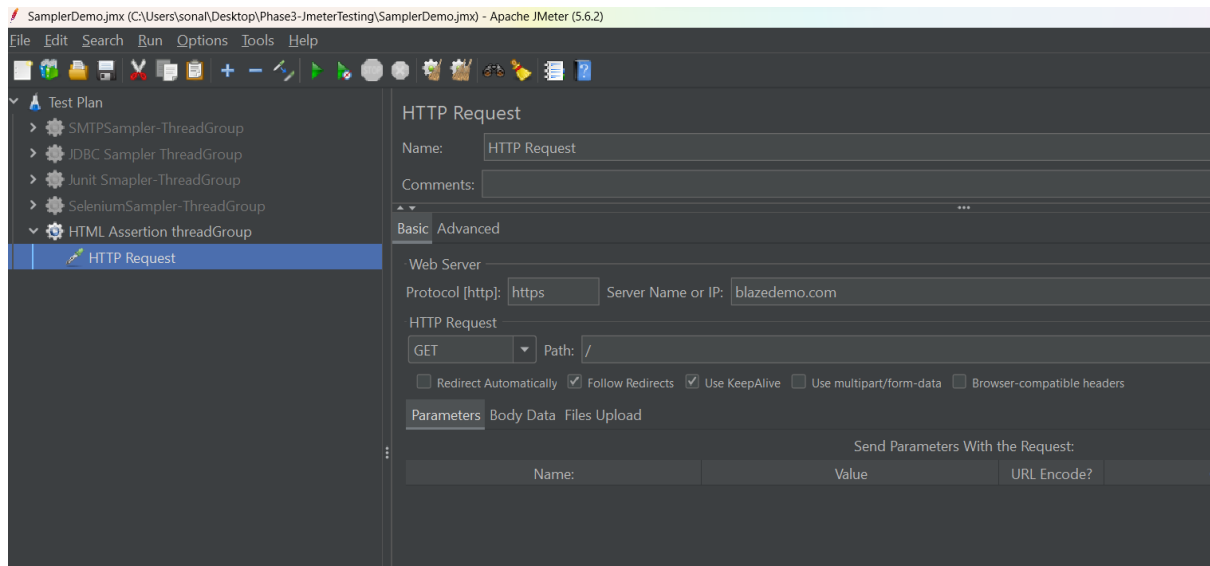 SamplerDemo.jmx (C:\Users\sonal\Desktop\Phase3-JmeterTesting\SamplerDemo.jmx) - Apache JMeter (5.6.2)
File Edit Search Run Options Tools Help
Test Plan
SMTPSampler-ThreadGroup
JDBC Sampler ThreadGroup
Junit Smapler-ThreadGroup
SeleniumSampler-ThreadGroup
HTML Assertion threadGroup
HTTP Request
HTTP Request
Name: HTTP Request
Comments:
Basic Advanced
Web Server
Protocol [http]: https Server Name or IP: blazedemo.com
HTTP Request
GET Path: /
Redirect Automatically Follow Redirects Use KeepAlive Use multipart/form-data Browser-compatible headers
Parameters Body Data Files Upload
Send Parameters With the Request:
Name: Value URL Encode?